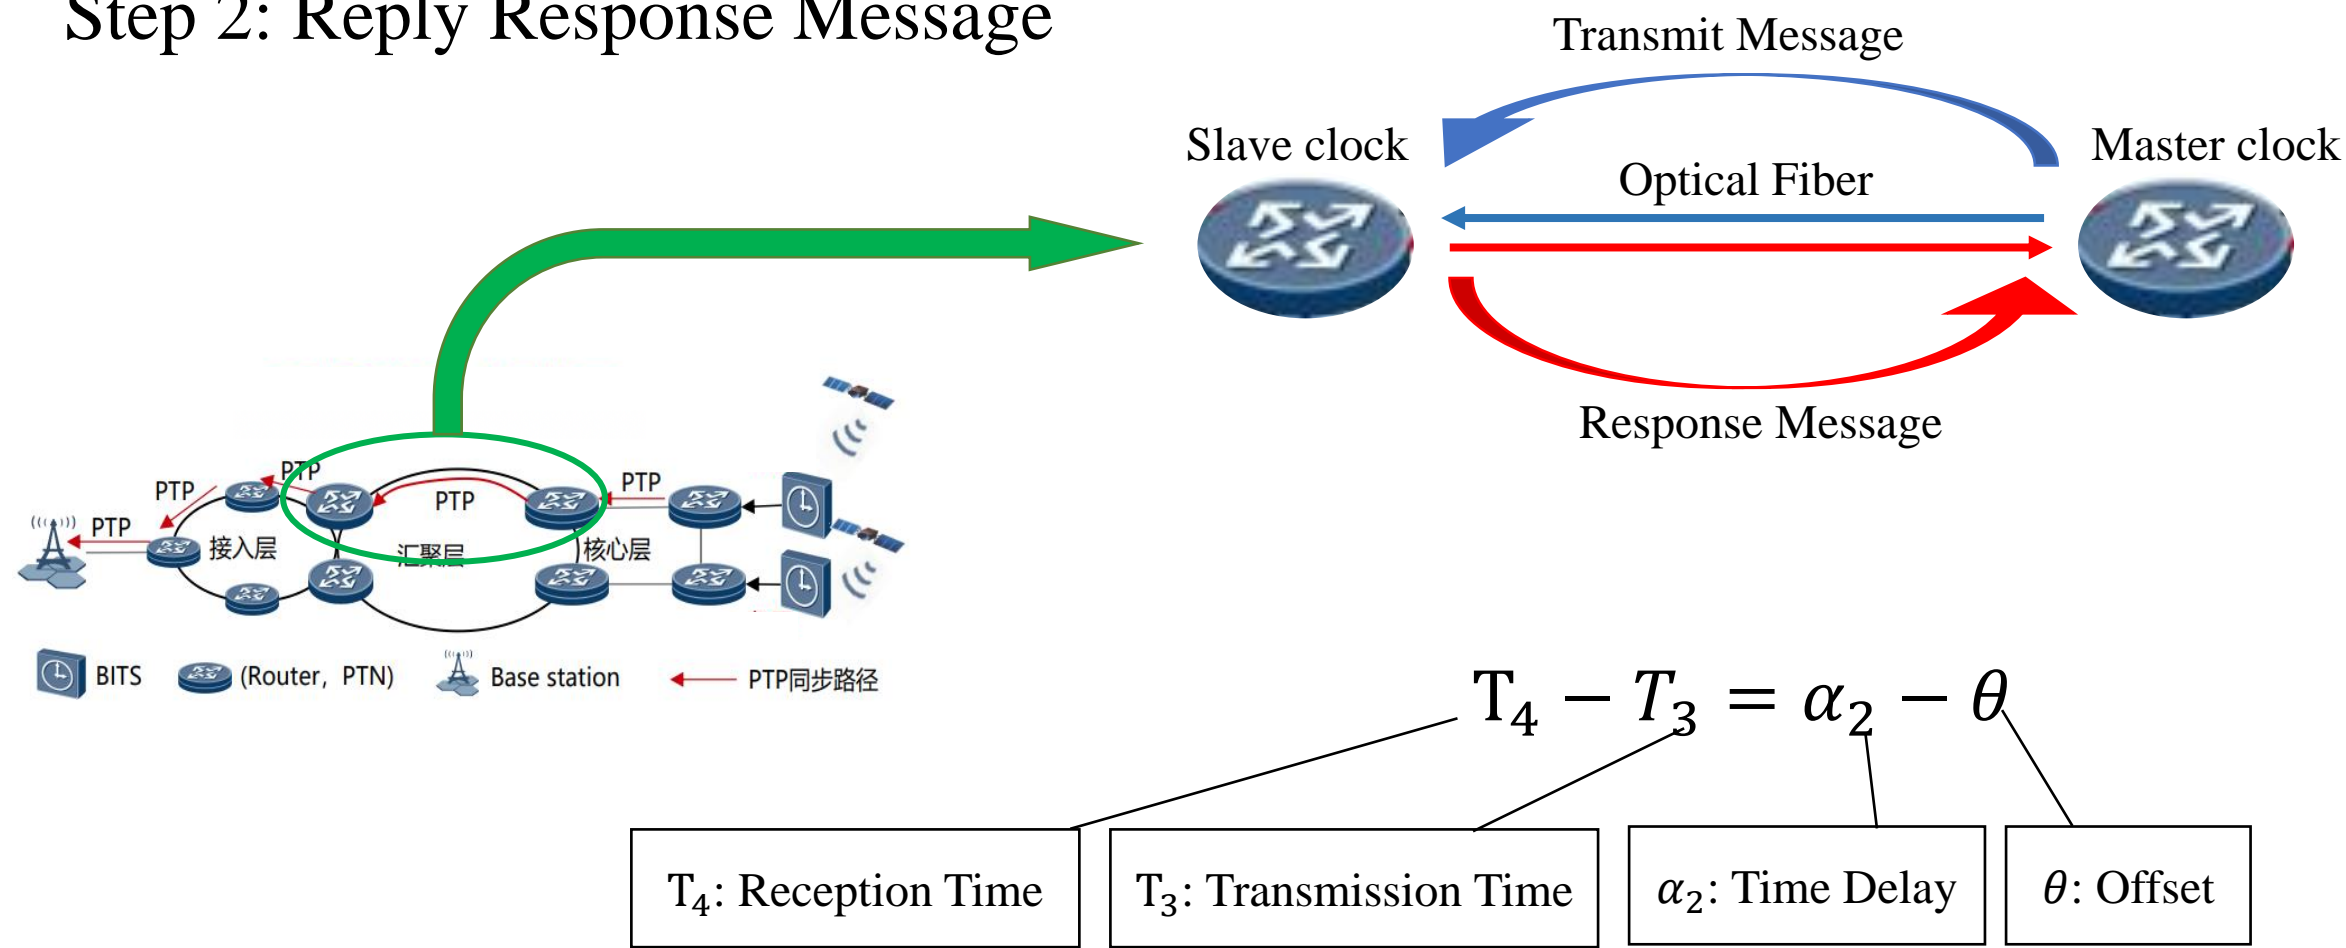 Step 2: Reply Response Message
Transmit Message
Slave clock
Master clock
Optical Fiber
Response Message
PTP
PTP
PTP
PTP
PTP
接入层
汇聚层
核心层
BITS
(Router, PTN)
Base station
PTP同步路径
T₄ − T₃ = α₂ − θ
T₄: Reception Time
T₃: Transmission Time
α₂: Time Delay
θ: Offset